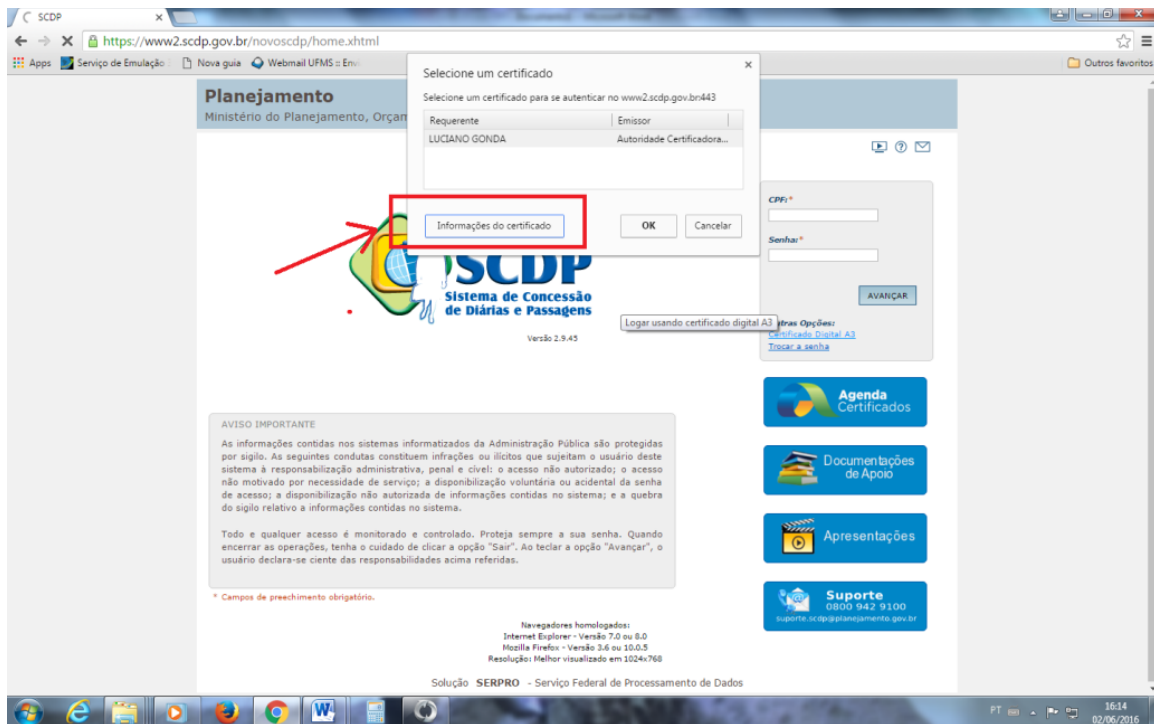 SCDP
https://www2.scdp.gov.br/novoscdp/home.xhtml
Apps
Serviço de Emulação
Nova guia
Webmail UFMS :: Envi
Outros favoritos
Planejamento
Ministério do Planejamento, Orçam
Selecione um certificado
Selecione um certificado para se autenticar no www2.scdp.gov.br:443
Requerente Emissor
LUCIANO GONDA Autoridade Certificadora...
Informações do certificado OK Cancelar
CPF:*
Senha:*
AVANÇAR
Outras Opções:
Certificado Digital A3
Trocar a senha
SCDP
Sistema de Concessão
de Diárias e Passagens
Logar usando certificado digital A3
Versão 2.9.45
Agenda
Certificados
AVISO IMPORTANTE
As informações contidas nos sistemas informatizados da Administração Pública são protegidas
por sigilo. As seguintes condutas constituem infrações ou ilícitos que sujeitam o usuário deste
sistema à responsabilização administrativa, penal e cível: o acesso não autorizado; o acesso
não motivado por necessidade de serviço; a disponibilização voluntária ou acidental da senha
de acesso; a disponibilização não autorizada de informações contidas no sistema; e a quebra
do sigilo relativo a informações contidas no sistema.
Todo e qualquer acesso é monitorado e controlado. Proteja sempre a sua senha. Quando
encerrar as operações, tenha o cuidado de clicar a opção "Sair". Ao teclar a opção "Avançar", o
usuário declara-se ciente das responsabilidades acima referidas.
Documentações
de Apoio
Apresentações
Suporte
0800 942 9100
suporte.scdp@planejamento.gov.br
* Campos de preechimento obrigatório.
Navegadores homologados:
Internet Explorer - Versão 7.0 ou 8.0
Mozilla Firefox - Versão 3.6 ou 10.0.5
Resolução: Melhor visualizado em 1024x768
Solução SERPRO - Serviço Federal de Processamento de Dados
PT
16:14
02/06/2016